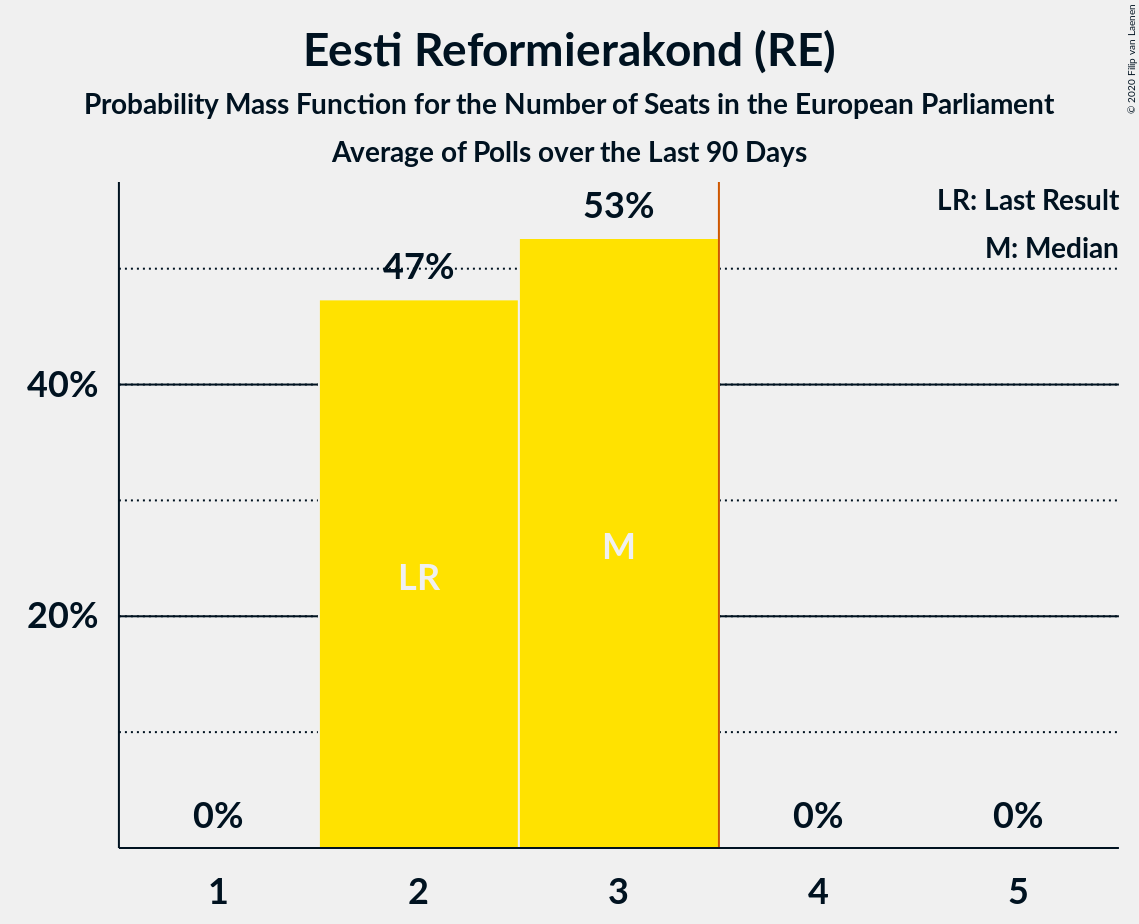 Eesti Reformierakond (RE)
Probability Mass Function for the Number of Seats in the European Parliament
Average of Polls over the Last 90 Days
© 2020 Filip van Laenen
LR: Last Result
M: Median
53%
47%
40%
20%
LR
M
0%
0%
0%
1
2
3
4
5